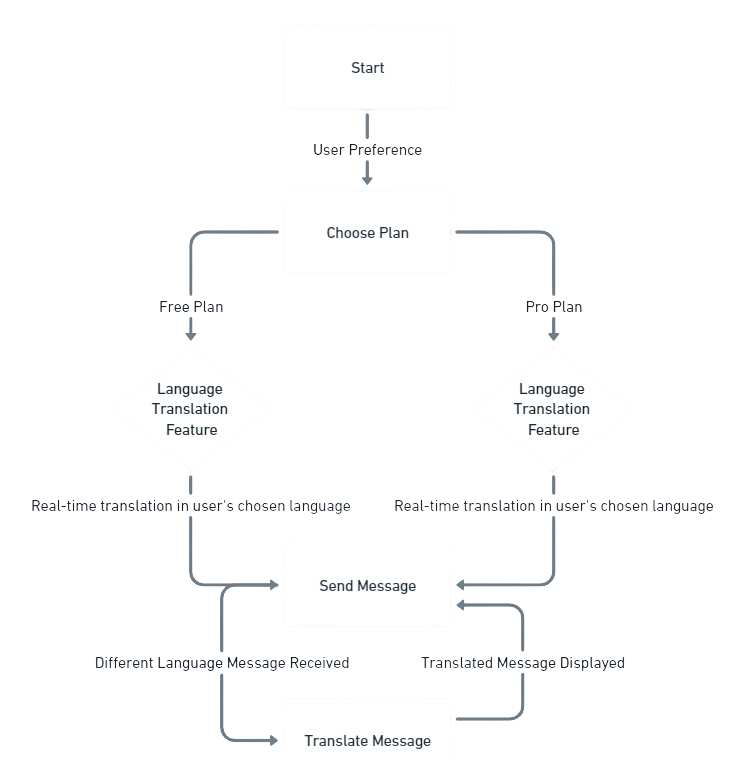 Start
User Preference
Choose Plan
Free Plan
Pro Plan
Language
Translation
Feature
Language
Translation
Feature
Real-time translation in user's chosen language
Real-time translation in user's chosen language
Send Message
Different Language Message Received
Translated Message Displayed
Translate Message